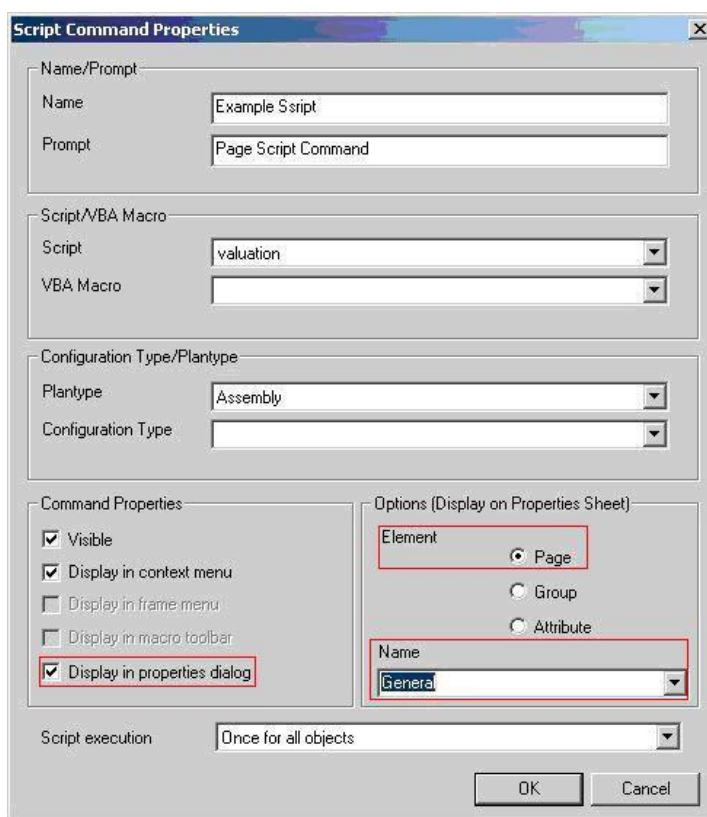 Script Command Properties
Name/Prompt
Name
Example Ssript
Prompt
Page Script Command
Script/VBA Macro
Script
valuation
VBA Macro
Configuration Type/Plantype
Plantype
Assembly
Configuration Type
Command Properties
Visible
Display in context menu
Display in frame menu
Display in macro toolbar
Display in properties dialog
Options (Display on Properties Sheet)
Element
Page
Group
Attribute
Name
General
Script execution
Once for all objects
OK
Cancel